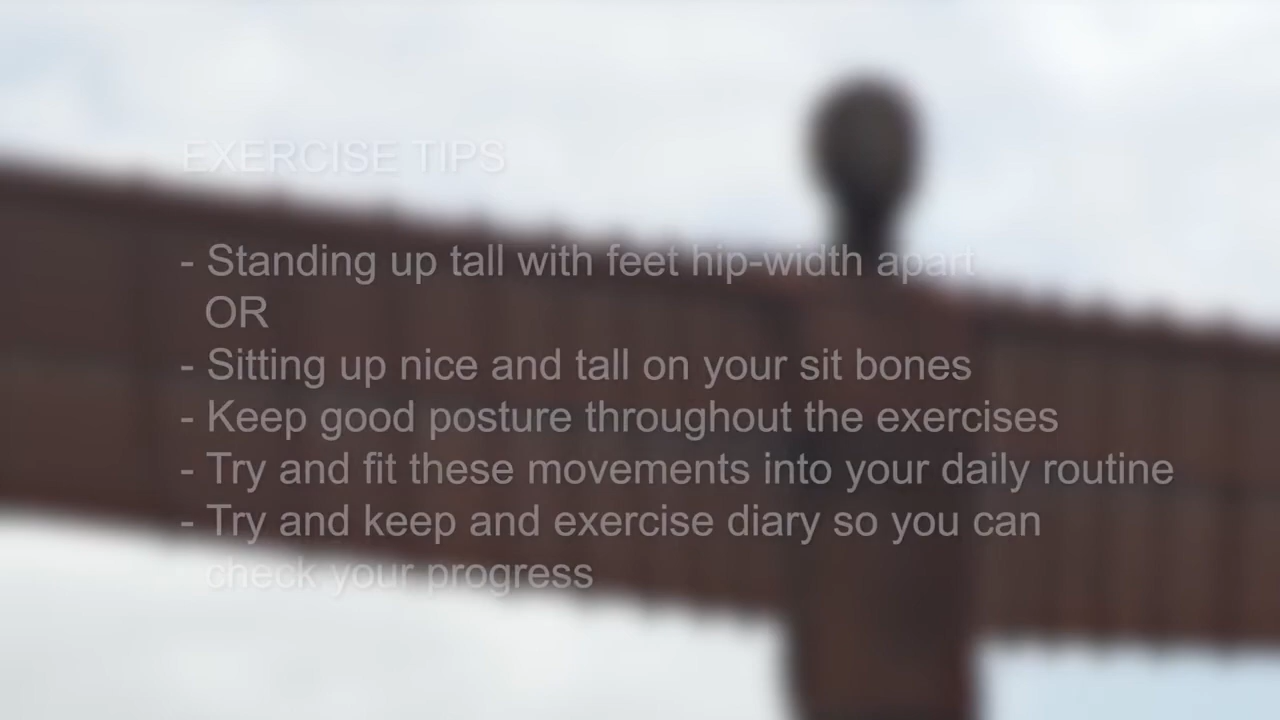 EXERCISE TIPS
- Standing up tall with feet hip-width apart
OR
- Sitting up nice and tall on your sit bones
- Keep good posture throughout the exercises
- Try and fit these movements into your daily routine
- Try and keep and exercise diary so you can
check your progress